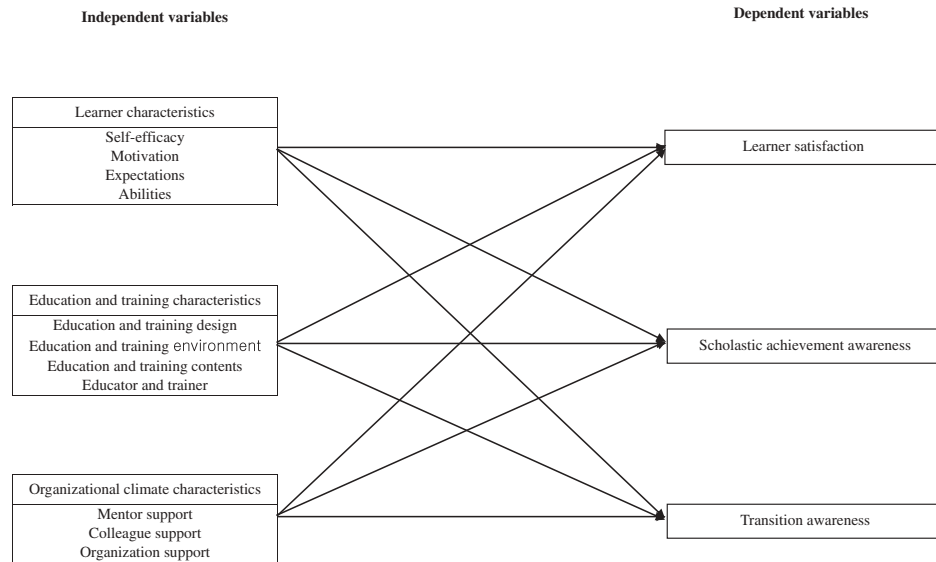 Independent variables
Dependent variables
Learner characteristics
Self-efficacy
Motivation
Expectations
Abilities
Learner satisfaction
Education and training characteristics
Education and training design
Education and training environment
Education and training contents
Educator and trainer
Scholastic achievement awareness
Organizational climate characteristics
Mentor support
Colleague support
Organization support
Transition awareness